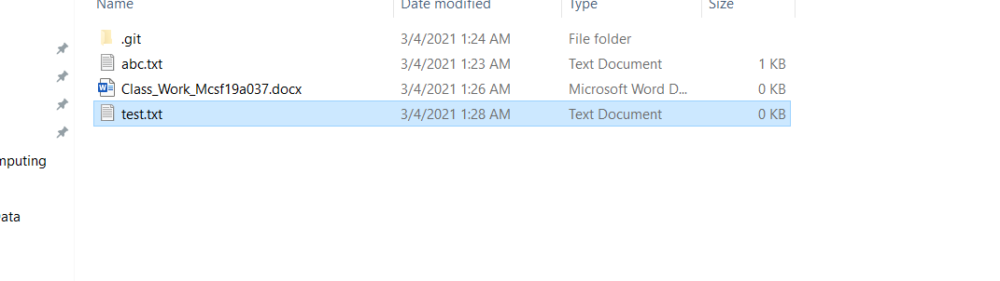 Name Date modified Type Size
.git 3/4/2021 1:24 AM File folder
abc.txt 3/4/2021 1:23 AM Text Document 1 KB
Class_Work_Mcsf19a037.docx 3/4/2021 1:26 AM Microsoft Word D... 0 KB
test.txt 3/4/2021 1:28 AM Text Document 0 KB
mputing
ata